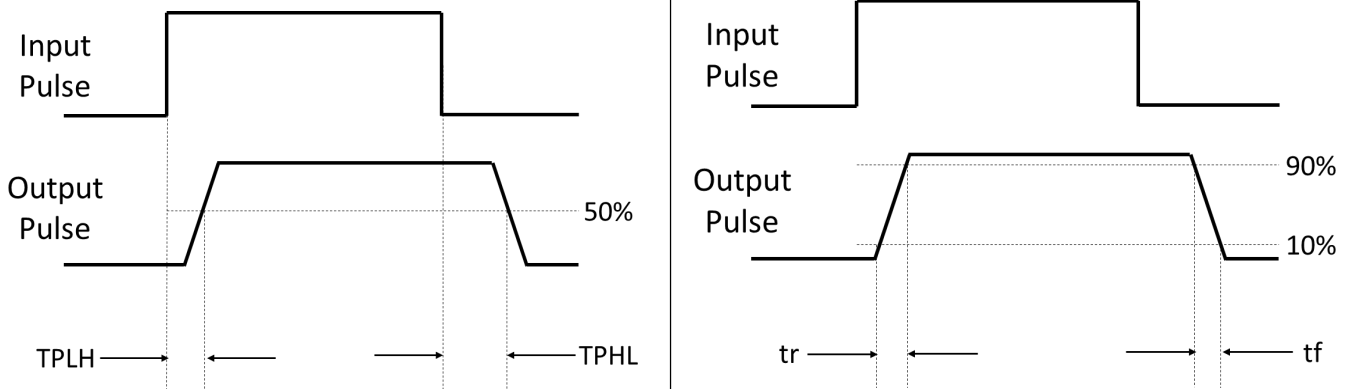 Input
Pulse
Output
Pulse
50%
TPLH
TPHL
Input
Pulse
Output
Pulse
90%
10%
tr
tf